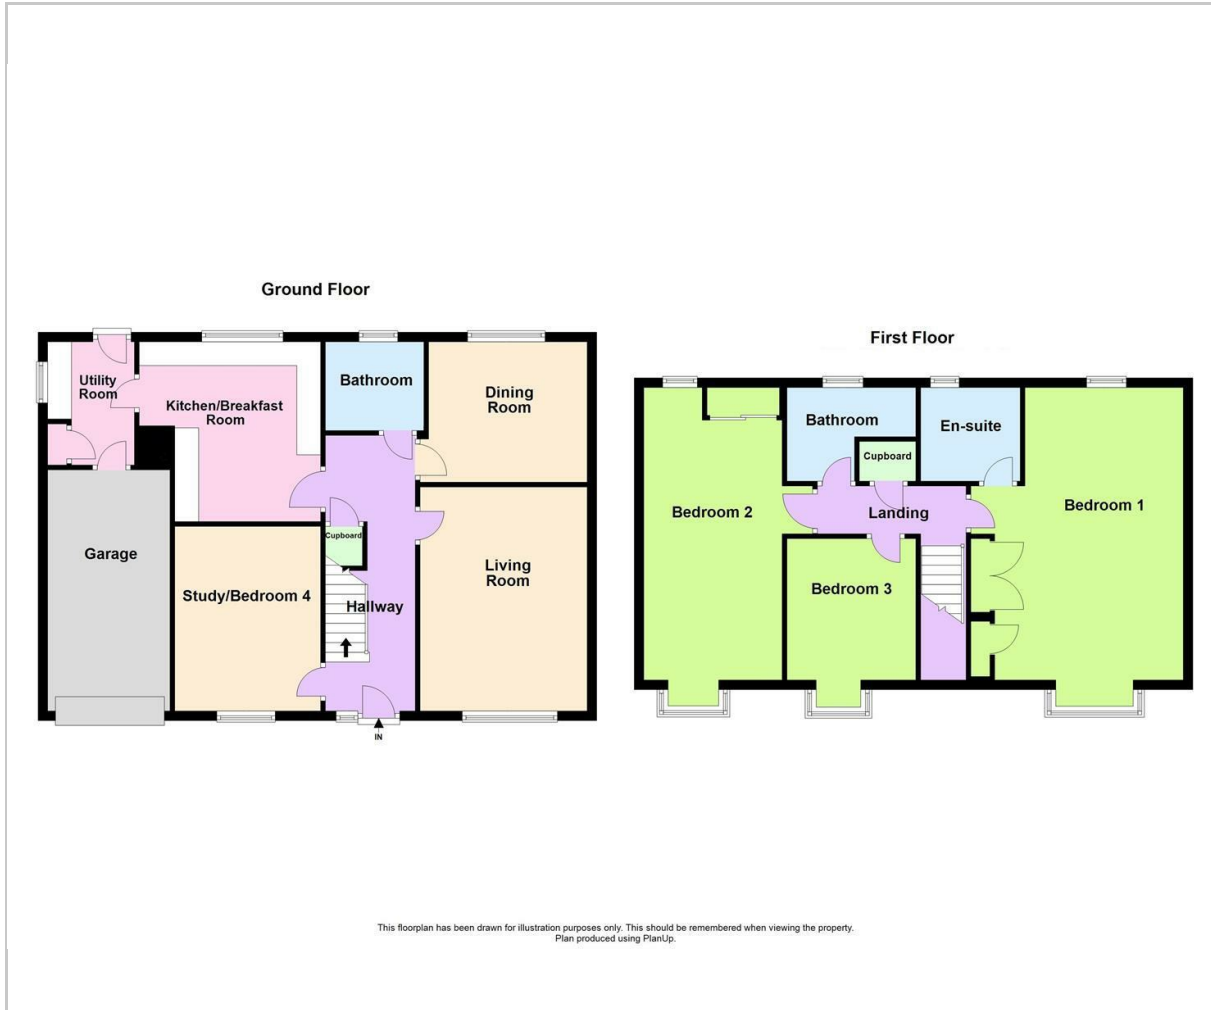 Ground Floor
Utility
Room
Kitchen/Breakfast
Room
Bathroom
Dining
Room
Garage
Study/Bedroom 4
Cupboard
Hallway
Living
Room
IN
First Floor
Bathroom
En-suite
Cupboard
Bedroom 2
Landing
Bedroom 1
Bedroom 3
This floorplan has been drawn for illustration purposes only. This should be remembered when viewing the property.
Plan produced using PlanUp.